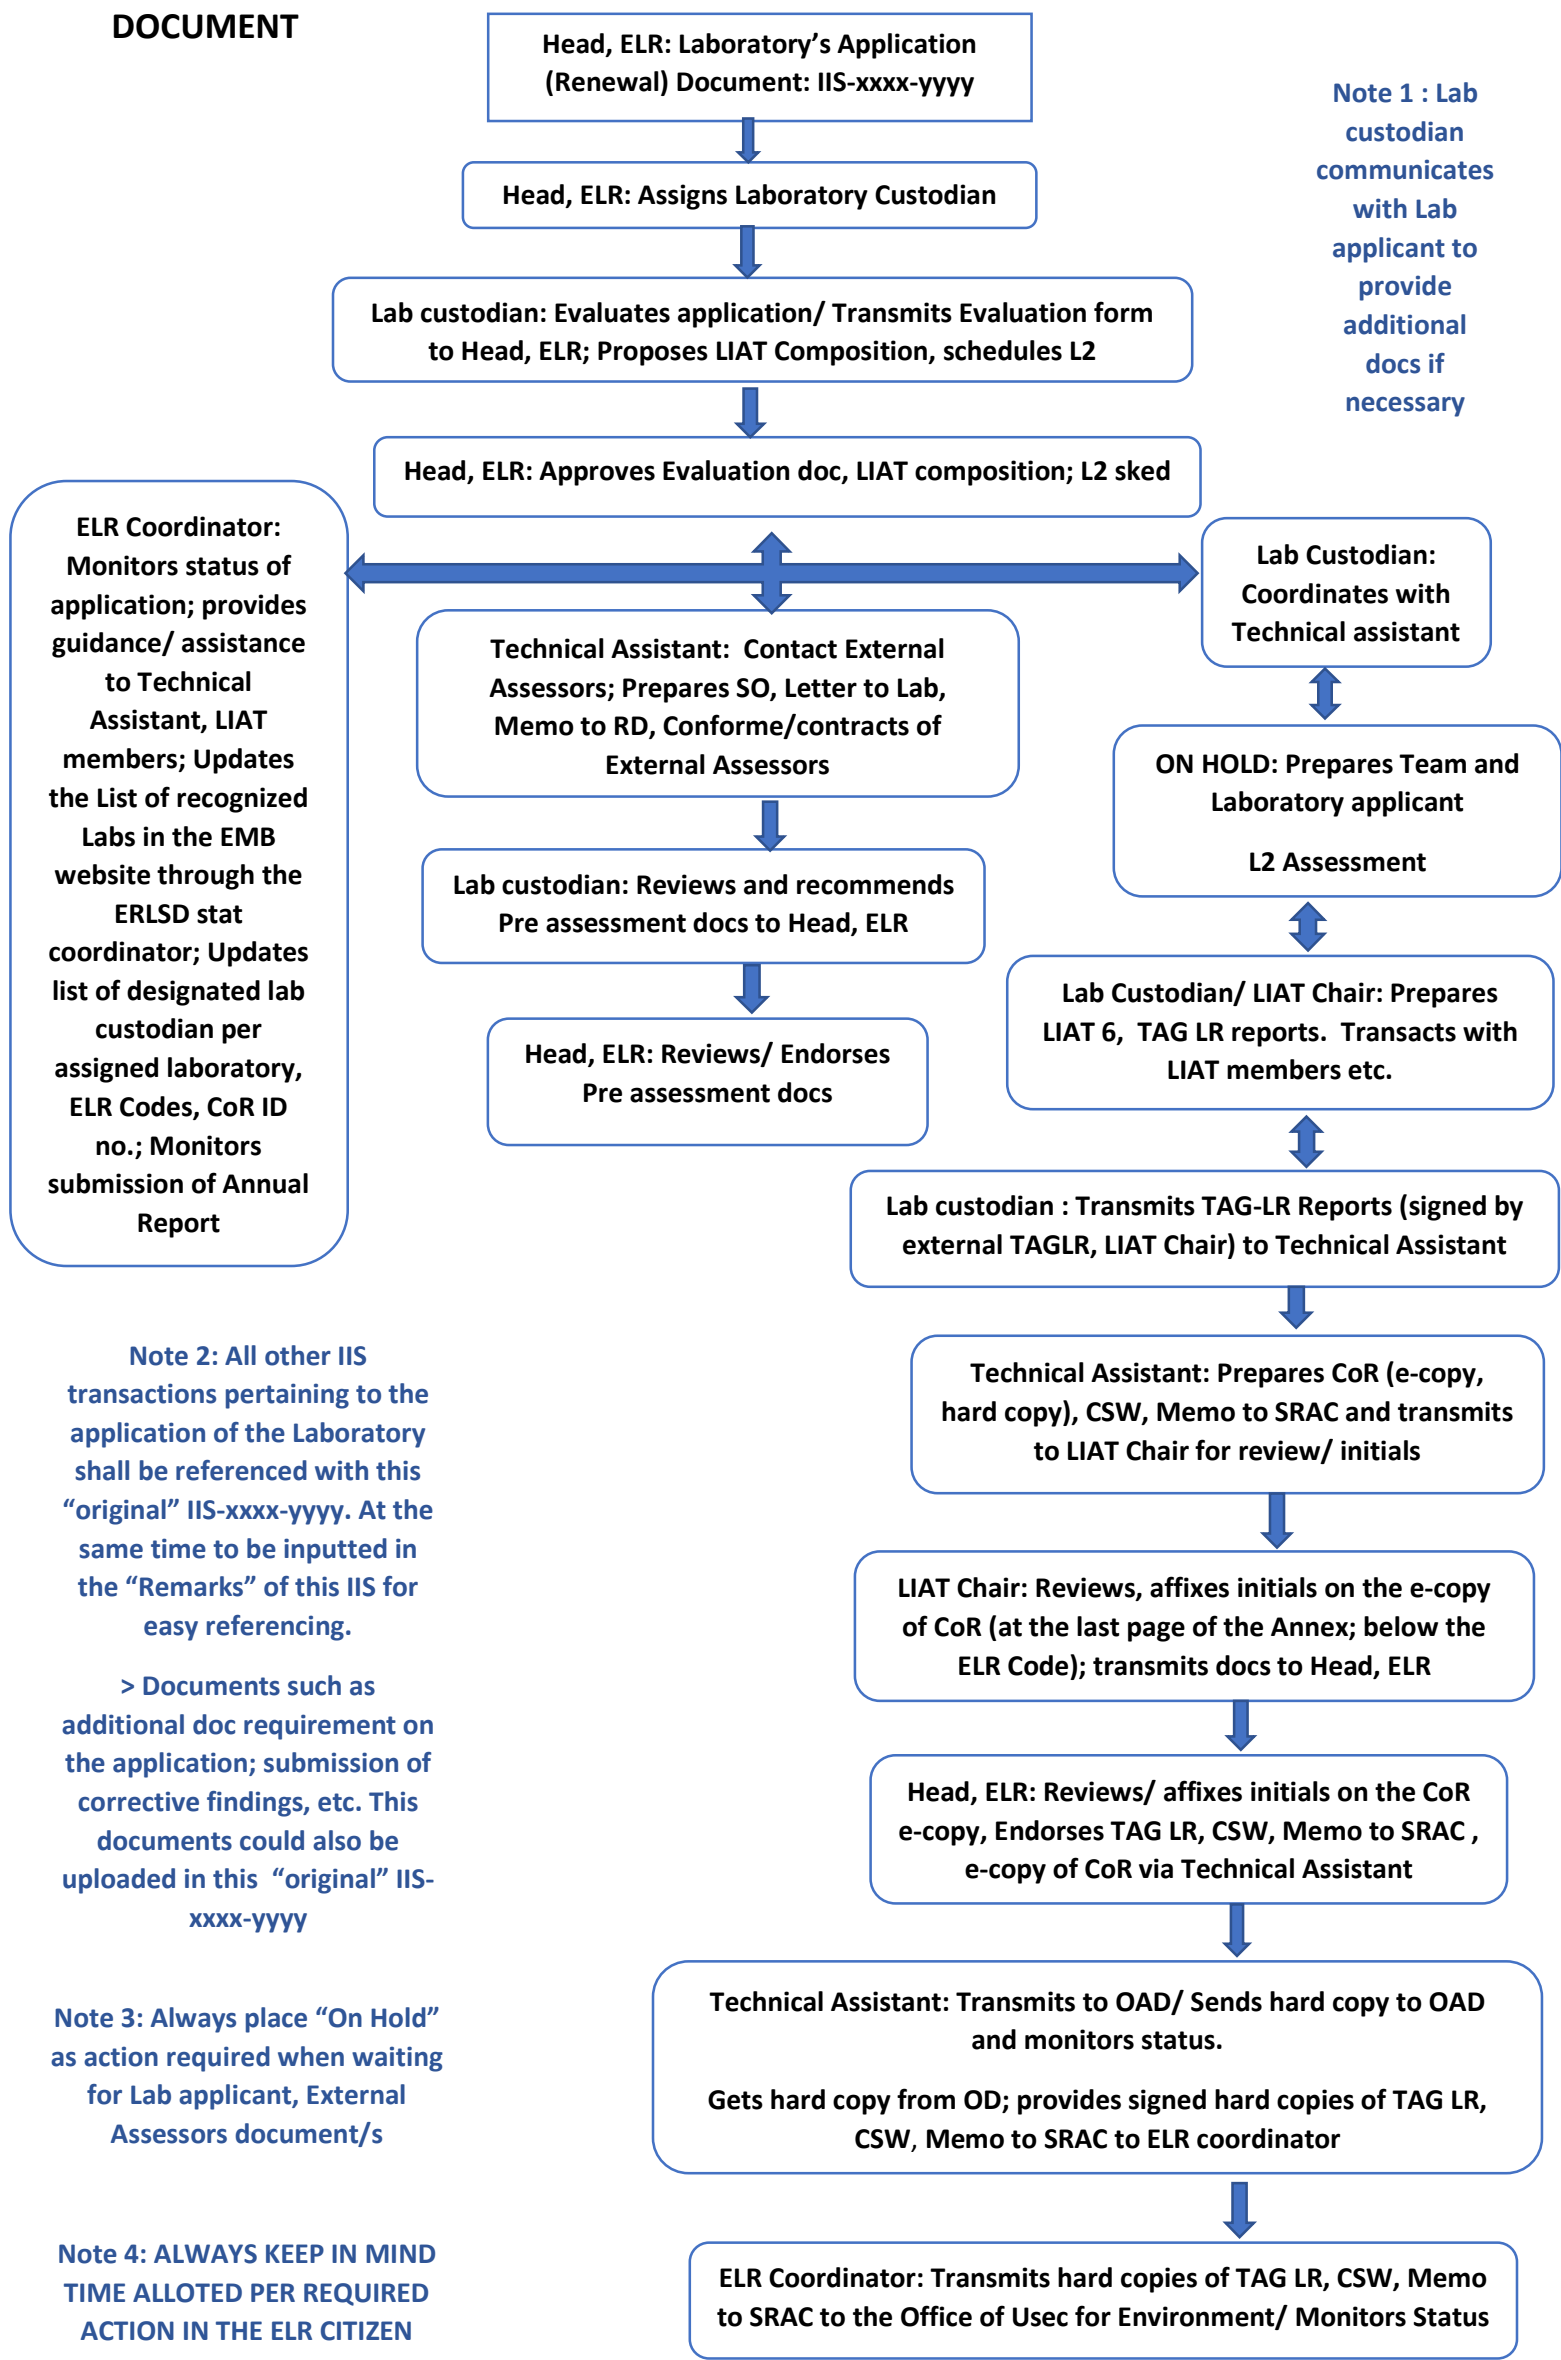 DOCUMENT
Head, ELR: Laboratory’s Application
(Renewal) Document: IIS-xxxx-yyyy
Note 1 : Lab
custodian
communicates
with Lab
applicant to
provide
additional
docs if
necessary
Head, ELR: Assigns Laboratory Custodian
Lab custodian: Evaluates application/ Transmits Evaluation form
to Head, ELR; Proposes LIAT Composition, schedules L2
Head, ELR: Approves Evaluation doc, LIAT composition; L2 sked
ELR Coordinator:
Monitors status of
application; provides
guidance/ assistance
to Technical
Assistant, LIAT
members; Updates
the List of recognized
Labs in the EMB
website through the
ERLSD stat
coordinator; Updates
list of designated lab
custodian per
assigned laboratory,
ELR Codes, CoR ID
no.; Monitors
submission of Annual
Report
Technical Assistant:  Contact External
Assessors; Prepares SO, Letter to Lab,
Memo to RD, Conforme/contracts of
External Assessors
Lab custodian: Reviews and recommends
Pre assessment docs to Head, ELR
Head, ELR: Reviews/ Endorses
Pre assessment docs
Lab Custodian:
Coordinates with
Technical assistant
ON HOLD: Prepares Team and
Laboratory applicant
L2 Assessment
Lab Custodian/ LIAT Chair: Prepares
LIAT 6,  TAG LR reports.  Transacts with
LIAT members etc.
Lab custodian : Transmits TAG-LR Reports (signed by
external TAGLR, LIAT Chair) to Technical Assistant
Technical Assistant: Prepares CoR (e-copy,
hard copy), CSW, Memo to SRAC and transmits
to LIAT Chair for review/ initials
LIAT Chair: Reviews, affixes initials on the e-copy
of CoR (at the last page of the Annex; below the
ELR Code); transmits docs to Head, ELR
Head, ELR: Reviews/ affixes initials on the CoR
e-copy, Endorses TAG LR, CSW, Memo to SRAC ,
e-copy of CoR via Technical Assistant
Technical Assistant: Transmits to OAD/ Sends hard copy to OAD
and monitors status.
Gets hard copy from OD; provides signed hard copies of TAG LR,
CSW, Memo to SRAC to ELR coordinator
ELR Coordinator: Transmits hard copies of TAG LR, CSW, Memo
to SRAC to the Office of Usec for Environment/ Monitors Status
Note 2: All other IIS
transactions pertaining to the
application of the Laboratory
shall be referenced with this
“original” IIS-xxxx-yyyy. At the
same time to be inputted in
the “Remarks” of this IIS for
easy referencing.
> Documents such as
additional doc requirement on
the application; submission of
corrective findings, etc. This
documents could also be
uploaded in this  “original” IIS-
xxxx-yyyy
Note 3: Always place “On Hold”
as action required when waiting
for Lab applicant, External
Assessors document/s
Note 4: ALWAYS KEEP IN MIND
TIME ALLOTED PER REQUIRED
ACTION IN THE ELR CITIZEN